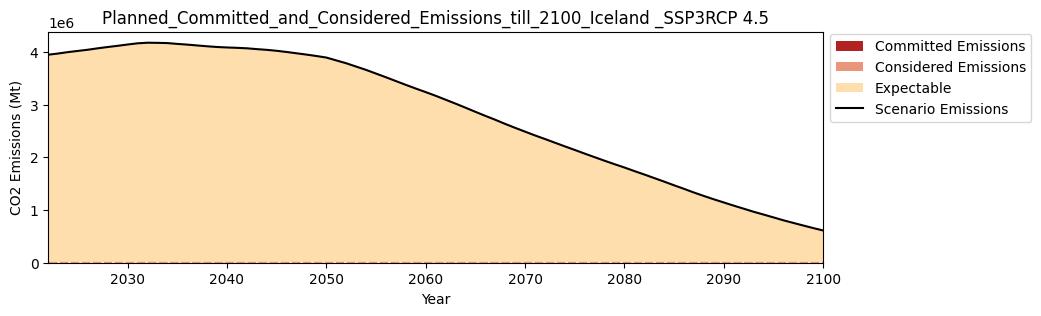 Planned_Committed_and_Considered_Emissions_till_2100_Iceland _SSP3RCP 4.5
1e6
4
3
2
1
0
CO2 Emissions (Mt)
2030 2040 2050 2060 2070 2080 2090 2100
Year
Committed Emissions
Considered Emissions
Expectable
Scenario Emissions